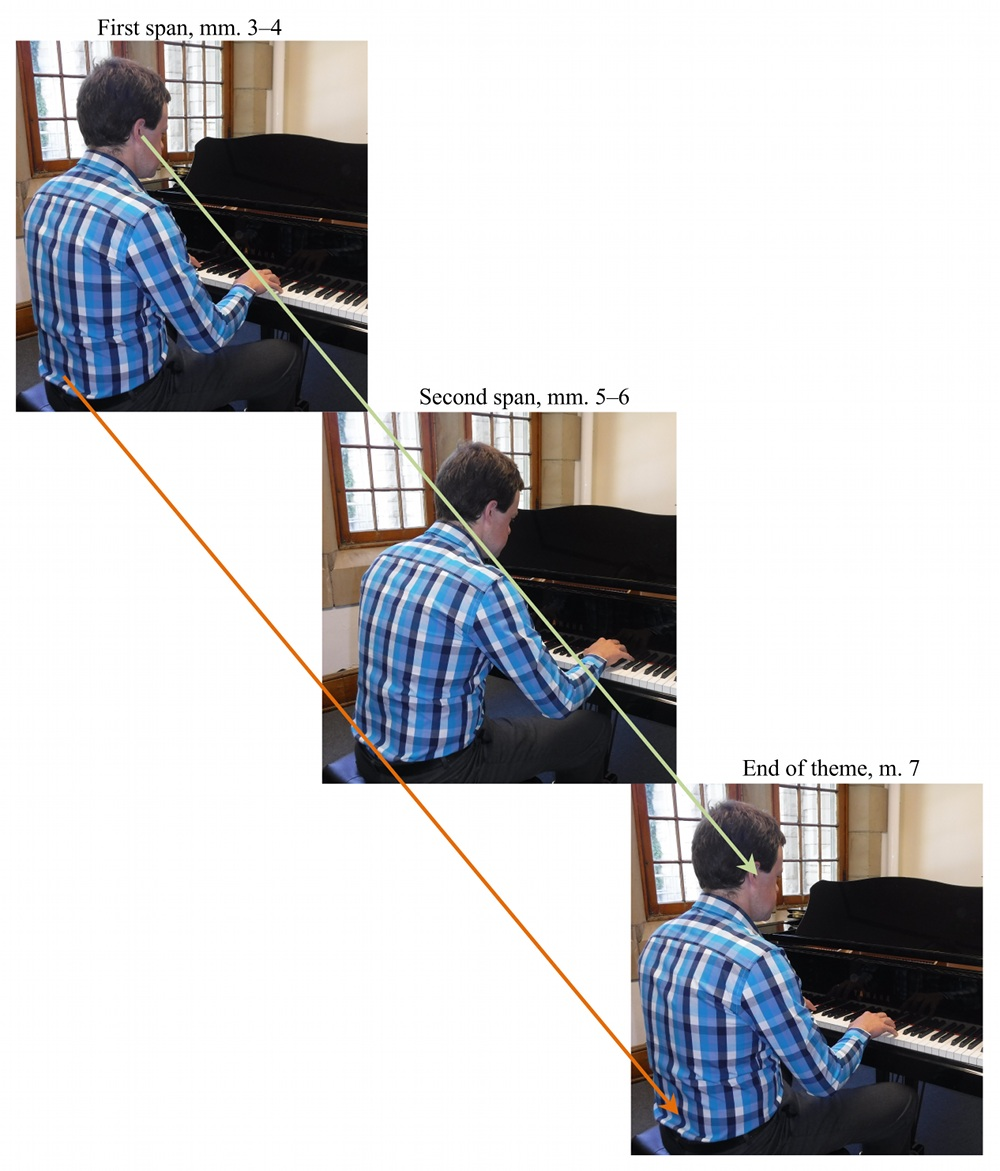 First span, mm. 3–4
Second span, mm. 5–6
End of theme, m. 7